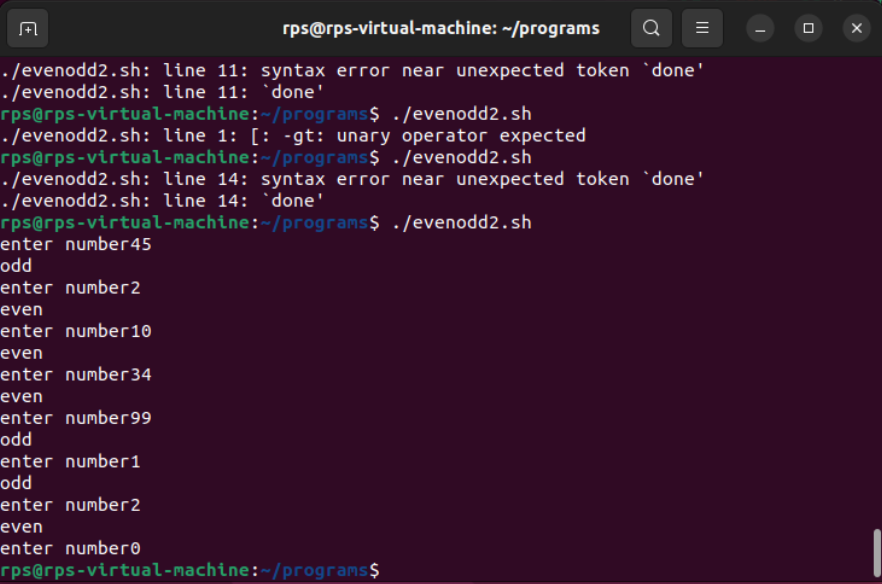 rps@rps-virtual-machine: ~/programs
./evenodd2.sh: line 11: syntax error near unexpected token `done'
./evenodd2.sh: line 11: `done'
rps@rps-virtual-machine:~/programs$ ./evenodd2.sh
./evenodd2.sh: line 1: [: -gt: unary operator expected
rps@rps-virtual-machine:~/programs$ ./evenodd2.sh
./evenodd2.sh: line 14: syntax error near unexpected token `done'
./evenodd2.sh: line 14: `done'
rps@rps-virtual-machine:~/programs$ ./evenodd2.sh
enter number45
odd
enter number2
even
enter number10
even
enter number34
even
enter number99
odd
enter number1
odd
enter number2
even
enter number0
rps@rps-virtual-machine:~/programs$